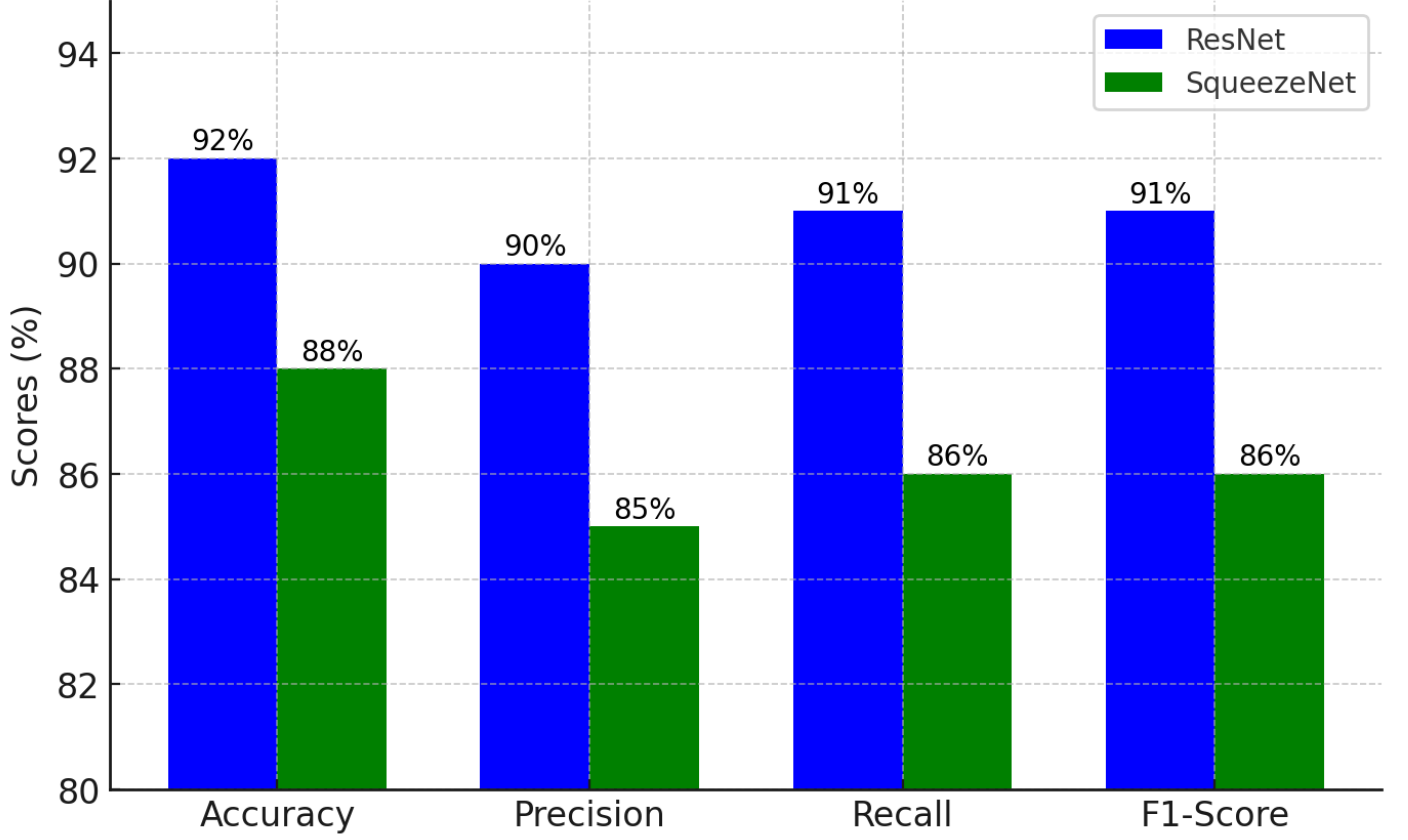 ResNet
SqueezeNet
94
92
90
88
86
84
82
80
Scores (%)
92%
88%
90%
85%
91%
86%
91%
86%
Accuracy
Precision
Recall
F1-Score